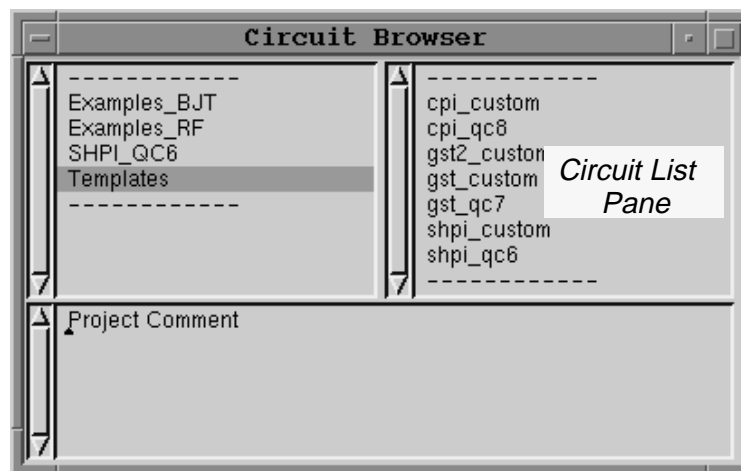 Circuit Browser
------------
Examples_BJT
Examples_RF
SHPI_QC6
Templates
------------
------------
cpi_custom
cpi_qc8
gst2_custom
gst_custom
gst_qc7
shpi_custom
shpi_qc6
------------
Circuit List
Pane
Project Comment